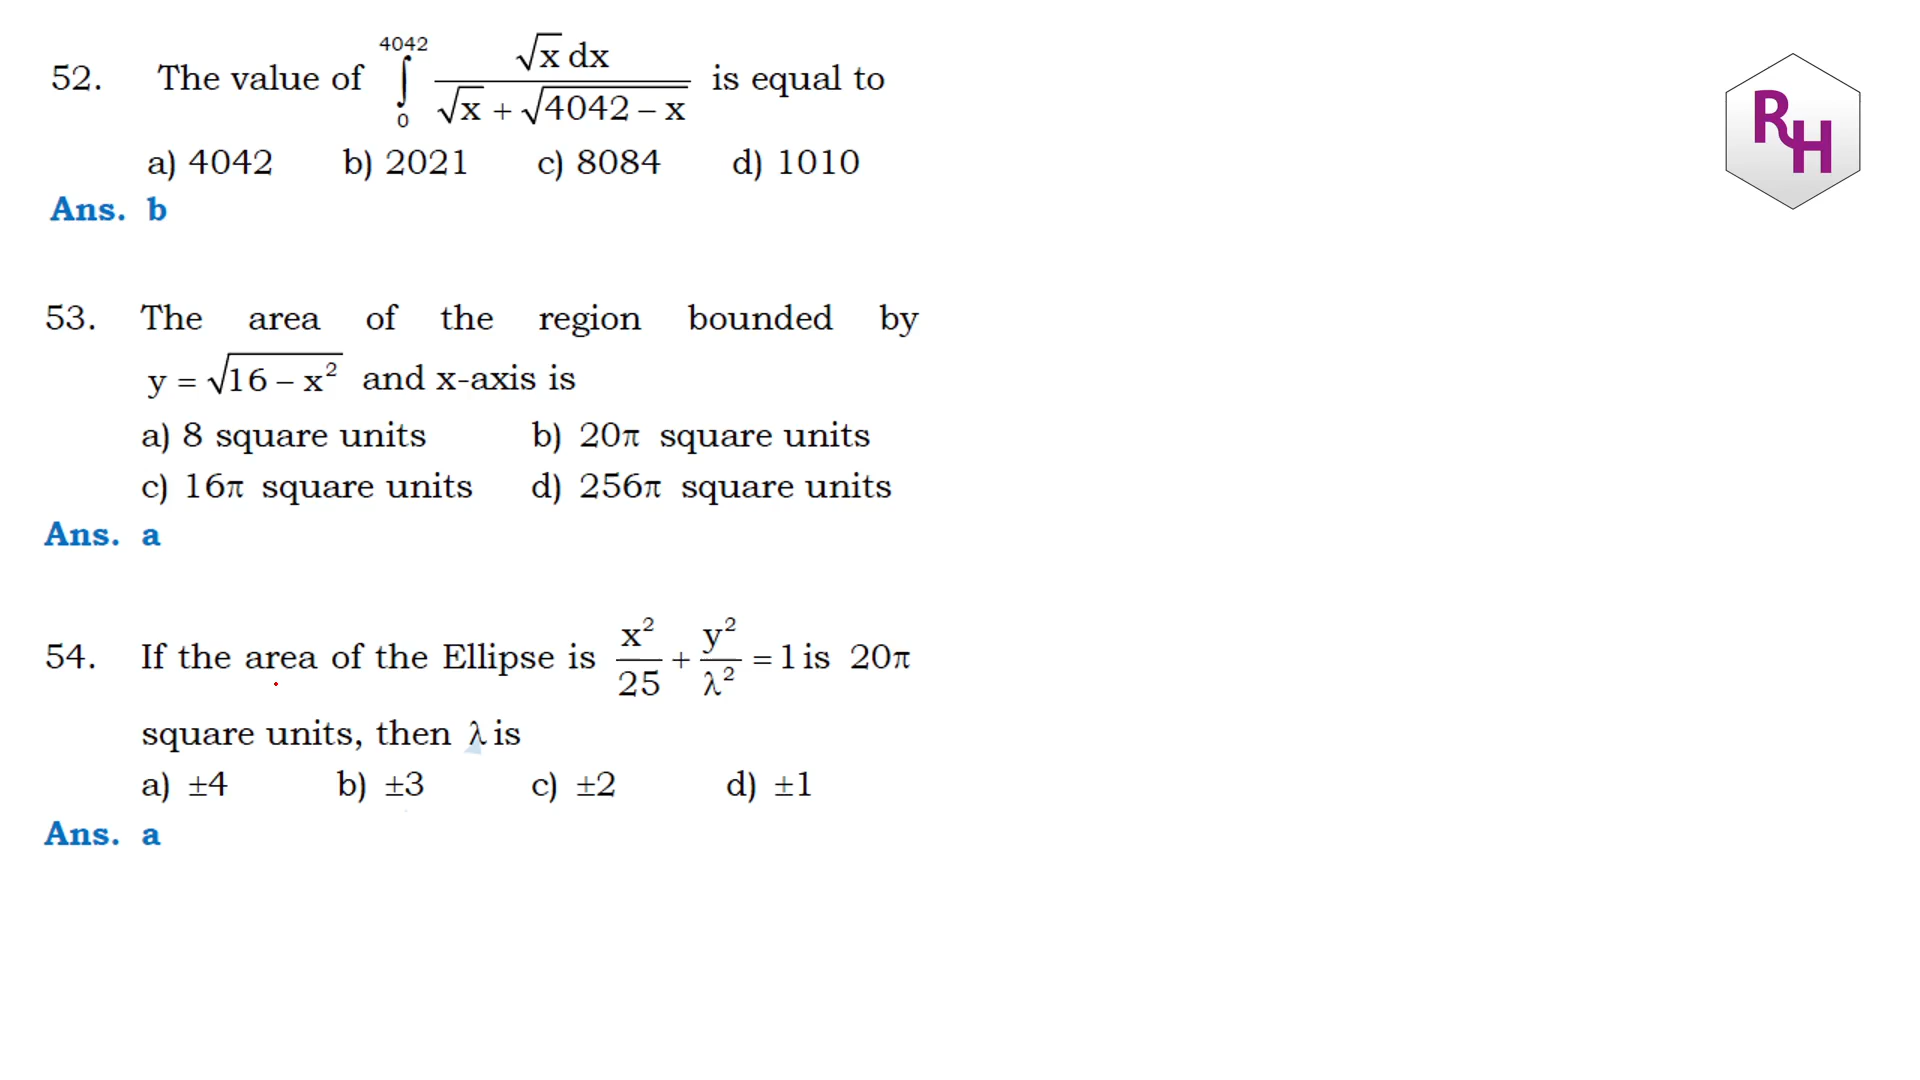 52. The value of ∫₀⁴⁰⁴² √x dx / (√x + √(4042 – x)) is equal to
a) 4042 b) 2021 c) 8084 d) 1010
Ans. b
53. The area of the region bounded by
y = √(16 – x²) and x-axis is
a) 8 square units b) 20π square units
c) 16π square units d) 256π square units
Ans. a
54. If the area of the Ellipse is x²/25 + y²/λ² = 1 is 20π
square units, then λ is
a) ±4 b) ±3 c) ±2 d) ±1
Ans. a
RH